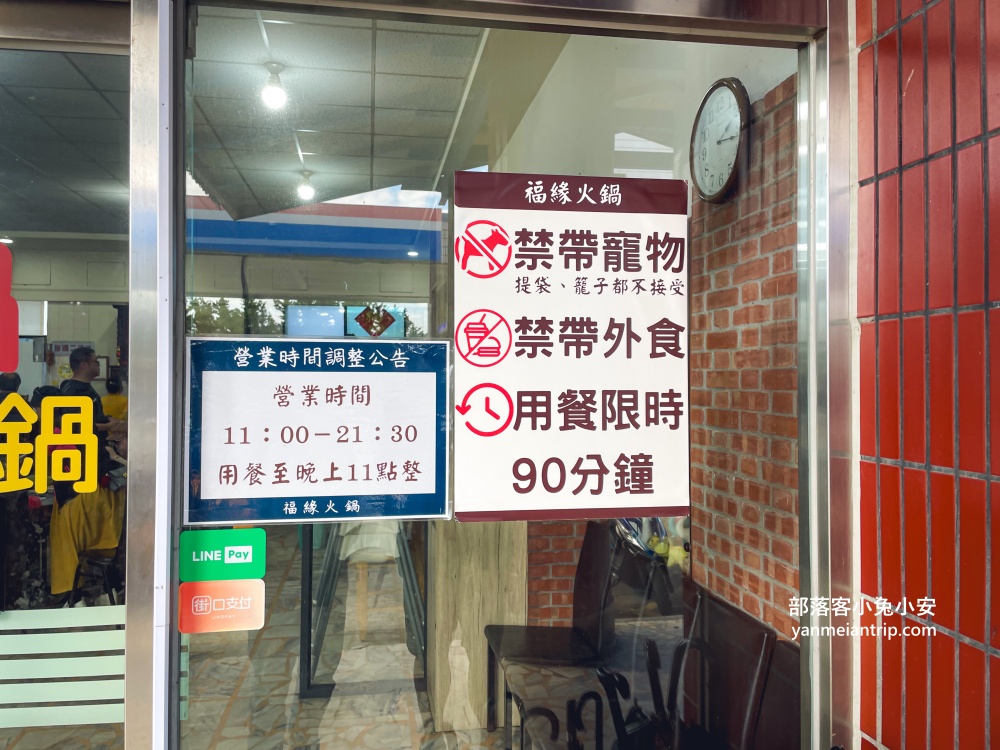 福緣火鍋
禁帶寵物
提袋、籠子都不接受
禁帶外食
用餐限時
90分鐘
營業時間調整公告
營業時間
11：00－21：30
用餐至晚上11點整
福緣火鍋
鍋
LINE Pay
街口支付
部落客小兔小安
yanmeiantrip.com